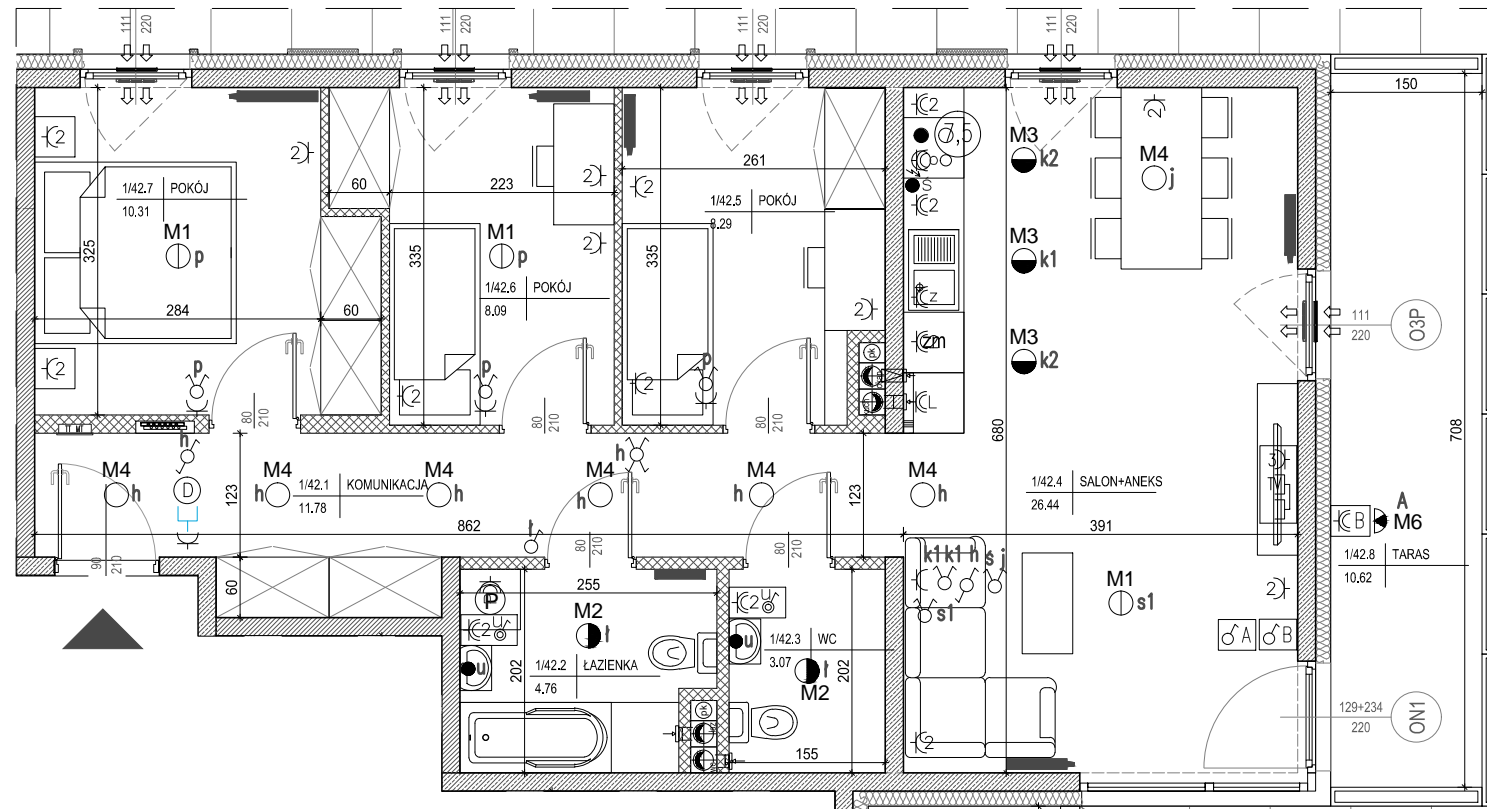 111 220
111 220
111 220
111 220
150
2
2
2
2
7,5
M3
k2
M4
j
60
223
261
2
2
S
2
1/42.7 POKÓJ
10.31
1/42.5 POKÓJ
8.29
M1
p
M1
p
2
M3
k1
325
335
335
1/42.6 POKÓJ
8.09
z
284
60
2
111
220
O3P
zm
M3
k2
2
p
p
2
p
pk
2
L
80
210
80
210
80
210
680
708
TM
h
h
M4
h
D
M4
h
1/42.1 KOMUNIKACJA
11.78
M4
h
M4
h
M4
h
M4
h
1/42.4 SALON+ANEKS
26.44
3
TV
A
B
M6
123
862
123
391
ł
80
210
80
210
90
210
1/42.8 TARAS
10.62
60
255
k1 k1 h ś j
P
2
u
M2
ł
2
u
s1
M1
s1
2
u
u
1/42.3 WC
3.07
A
B
202
1/42.2 ŁAZIENKA
4.76
ł
M2
202
pk
129+234
220
ON1
2
155